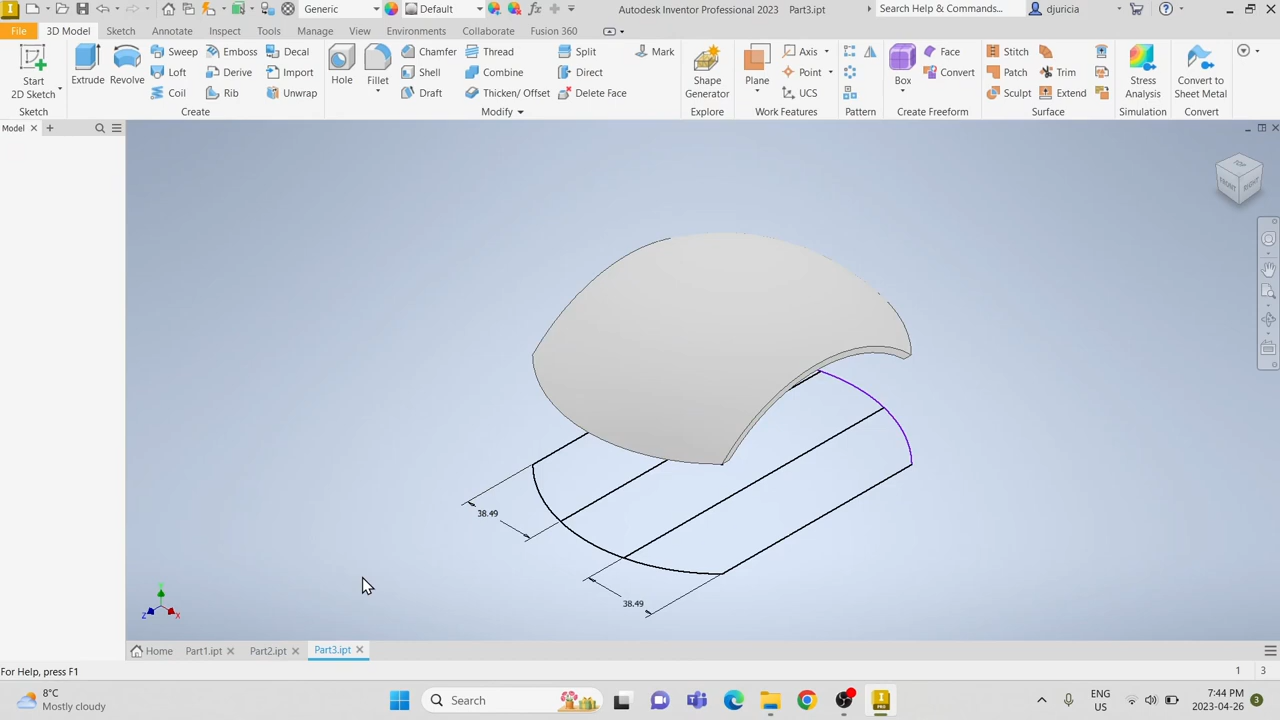 Generic Default Autodesk Inventor Professional 2023 Part3.ipt Search Help & Commands... djuricia
File 3D Model Sketch Annotate Inspect Tools Manage View Environments Collaborate Fusion 360
Start 2D Sketch
Sketch
Extrude Revolve
Sweep Emboss Decal
Loft Derive Import
Coil Rib Unwrap
Create
Hole Fillet
Chamfer Thread Split Mark
Shell Combine Direct
Draft Thicken/ Offset Delete Face
Modify
Shape Generator
Explore
Plane
Axis
Point
UCS
Work Features
Pattern
Box
Face
Convert
Create Freeform
Stitch
Patch Trim
Sculpt Extend
Surface
Stress Analysis
Simulation
Convert to Sheet Metal
Convert
Model
TOP
FRONT RIGHT
38.49
38.49
Y
Z X
Home Part1.ipt Part2.ipt Part3.ipt
For Help, press F1 1 3
8°C
Mostly cloudy
Search
PRO
ENG
US
7:44 PM
2023-04-26
3